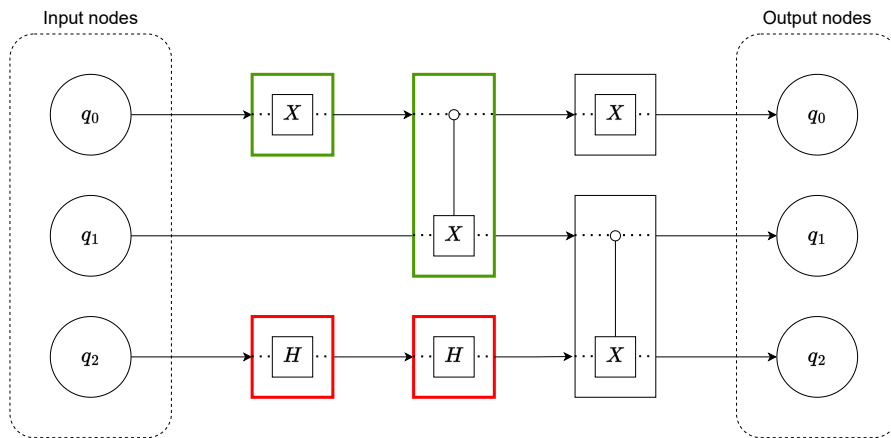 Input nodes Output nodes
q0 X X q0
q1 X q1
q2 H H X q2